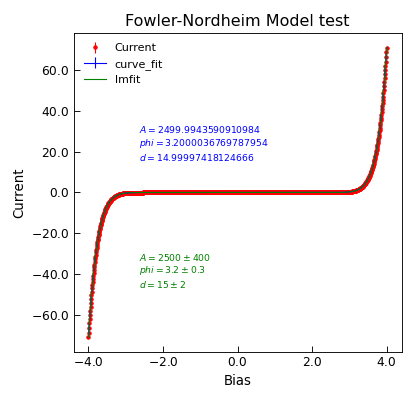 Fowler-Nordheim Model test
Current
curve_fit
lmfit
A = 2499.9943590910984
phi = 3.2000036769787954
d = 14.99997418124666
A = 2500 ± 400
phi = 3.2 ± 0.3
d = 15 ± 2
60.0
40.0
20.0
0.0
−20.0
−40.0
−60.0
Current
−4.0 −2.0 0.0 2.0 4.0
Bias